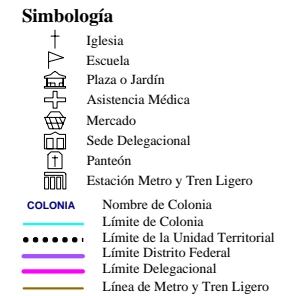 Simbología
Iglesia
Escuela
Plaza o Jardín
Asistencia Médica
Mercado
Sede Delegacional
Panteón
Estación Metro y Tren Ligero
COLONIA Nombre de Colonia
Límite de Colonia
Límite de la Unidad Territorial
Límite Distrito Federal
Límite Delegacional
Línea de Metro y Tren Ligero